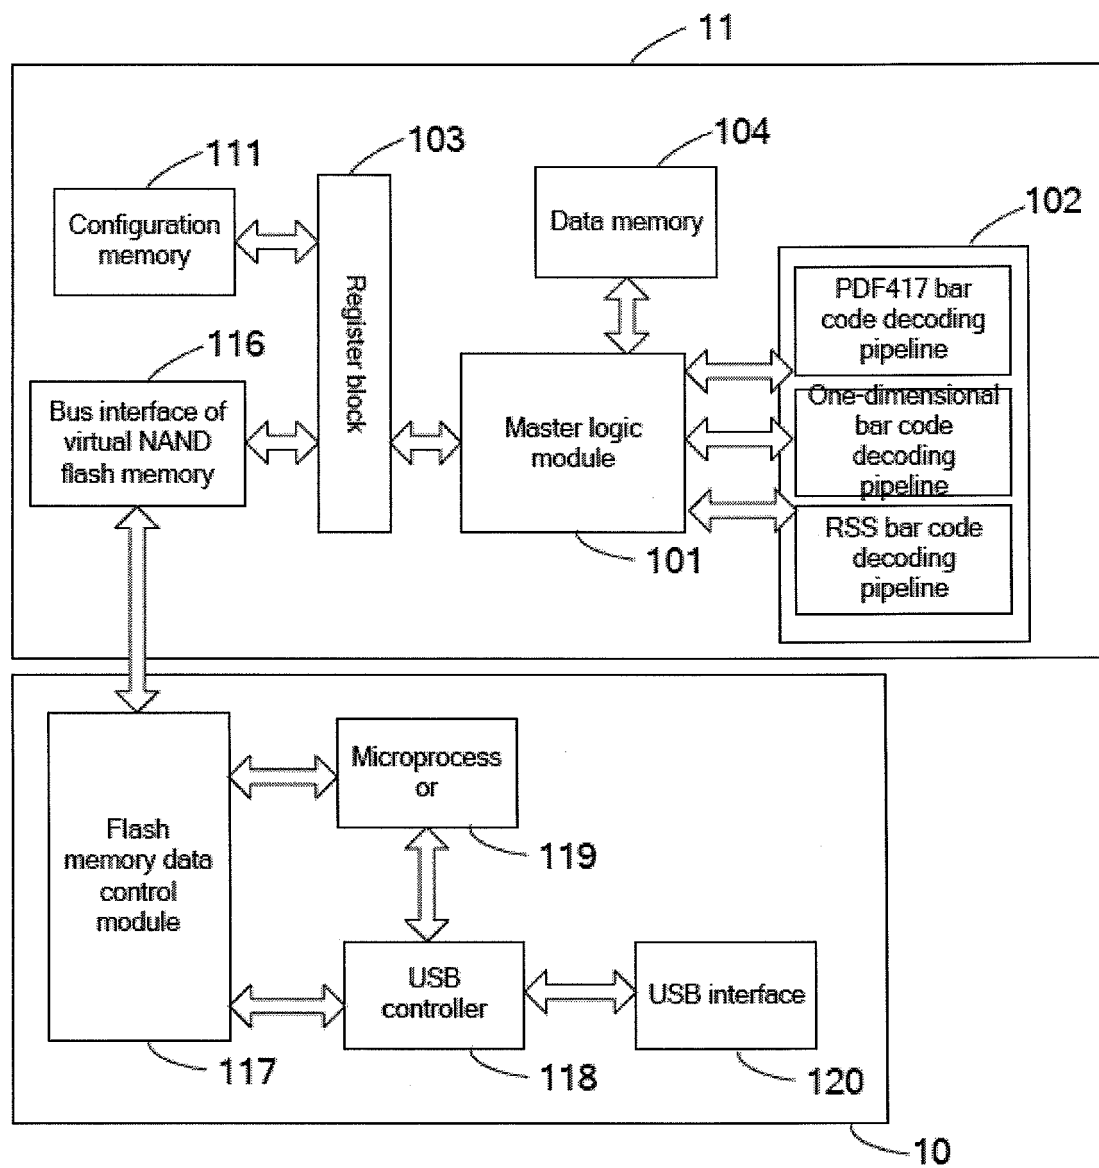 11
111
103
104
102
Configuration
memory
Register block
Data memory
PDF417 bar
code decoding
pipeline
116
Bus interface of
virtual NAND
flash memory
Master logic
module
One-dimensional
bar code
decoding
pipeline
101
RSS bar code
decoding
pipeline
Flash
memory data
control
module
Microprocess
or
119
USB
controller
USB interface
117
118
120
10